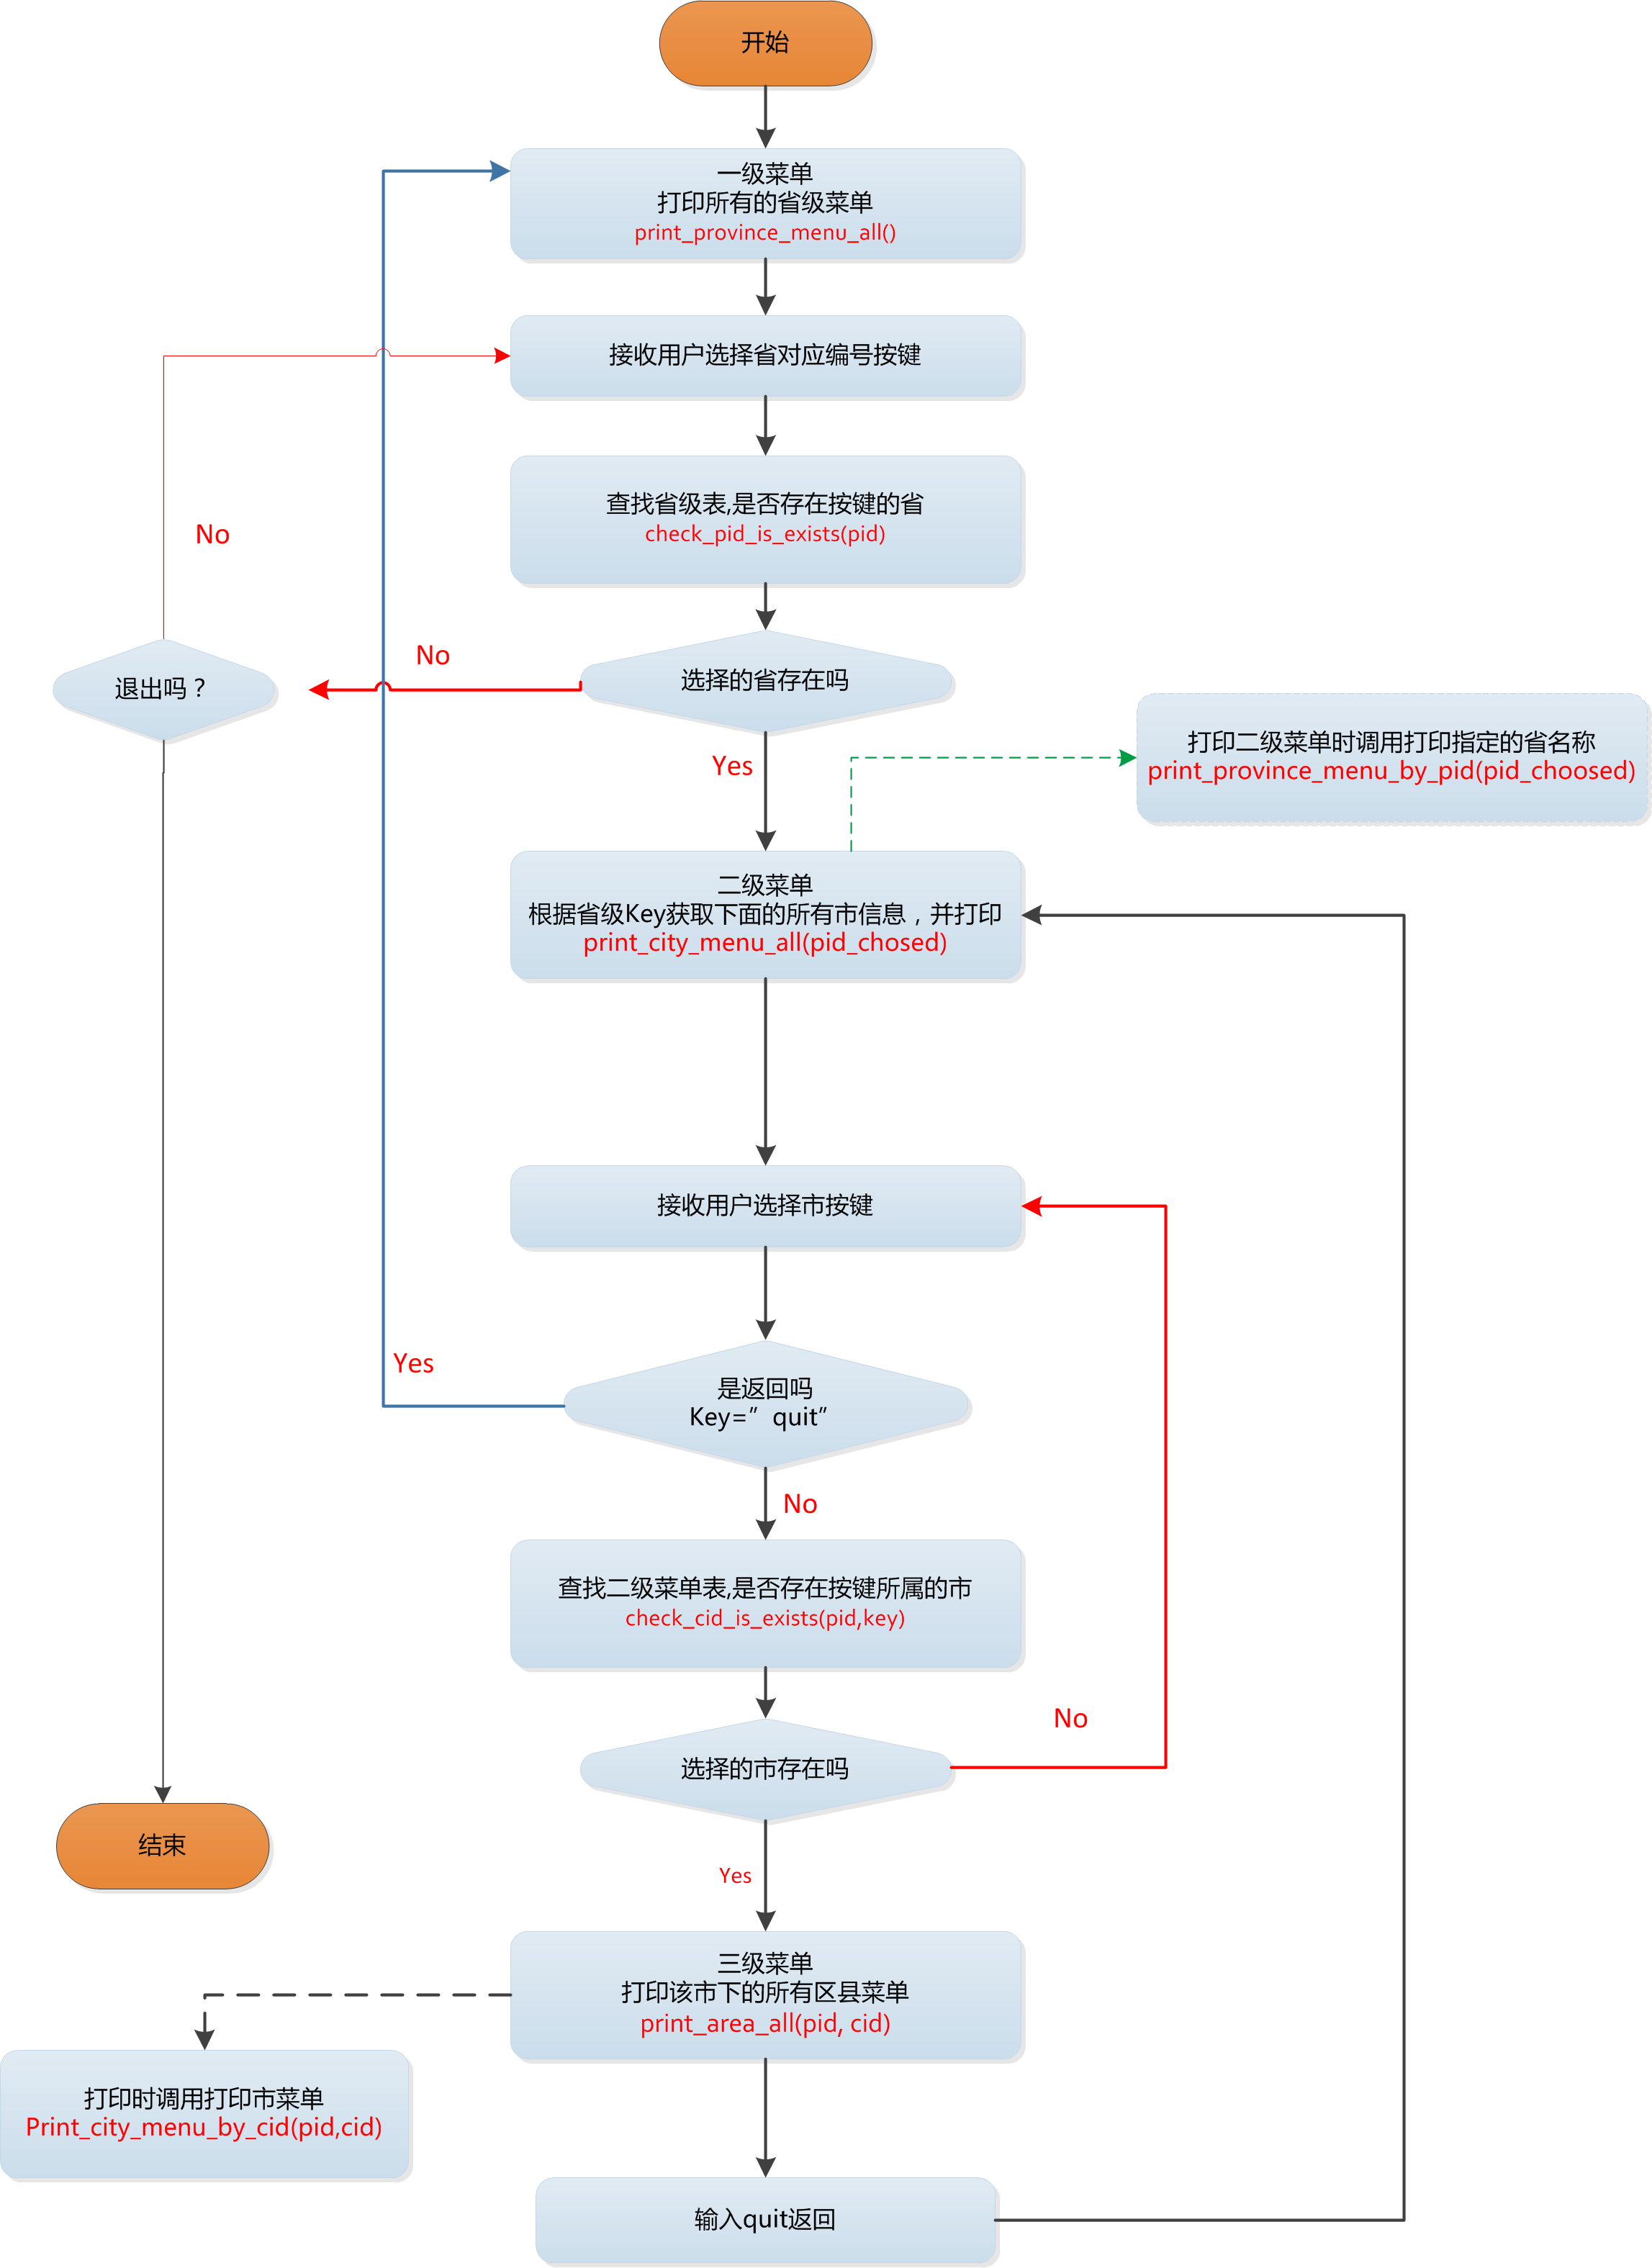 开始
一级菜单
打印所有的省级菜单
print_province_menu_all()
接收用户选择省对应编号按键
查找省级表,是否存在按键的省
check_pid_is_exists(pid)
No
No
选择的省存在吗
退出吗？
Yes
打印二级菜单时调用打印指定的省名称
print_province_menu_by_pid(pid_choosed)
二级菜单
根据省级Key获取下面的所有市信息，并打印
print_city_menu_all(pid_chosed)
接收用户选择市按键
Yes
是返回吗
Key=”quit”
No
查找二级菜单表,是否存在按键所属的市
check_cid_is_exists(pid,key)
No
选择的市存在吗
结束
Yes
三级菜单
打印该市下的所有区县菜单
print_area_all(pid, cid)
打印时调用打印市菜单
Print_city_menu_by_cid(pid,cid)
输入quit返回